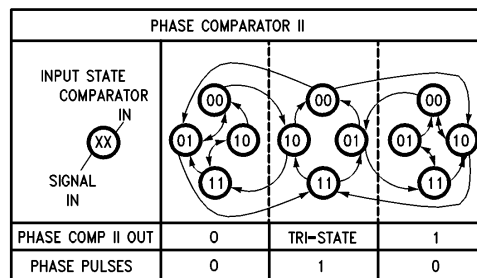 PHASE COMPARATOR II
INPUT STATE
COMPARATOR
IN
XX
SIGNAL
IN
00 00 00
01 10 10 01 01 10
11 11 11
PHASE COMP II OUT 0 TRI-STATE 1
PHASE PULSES 0 1 0